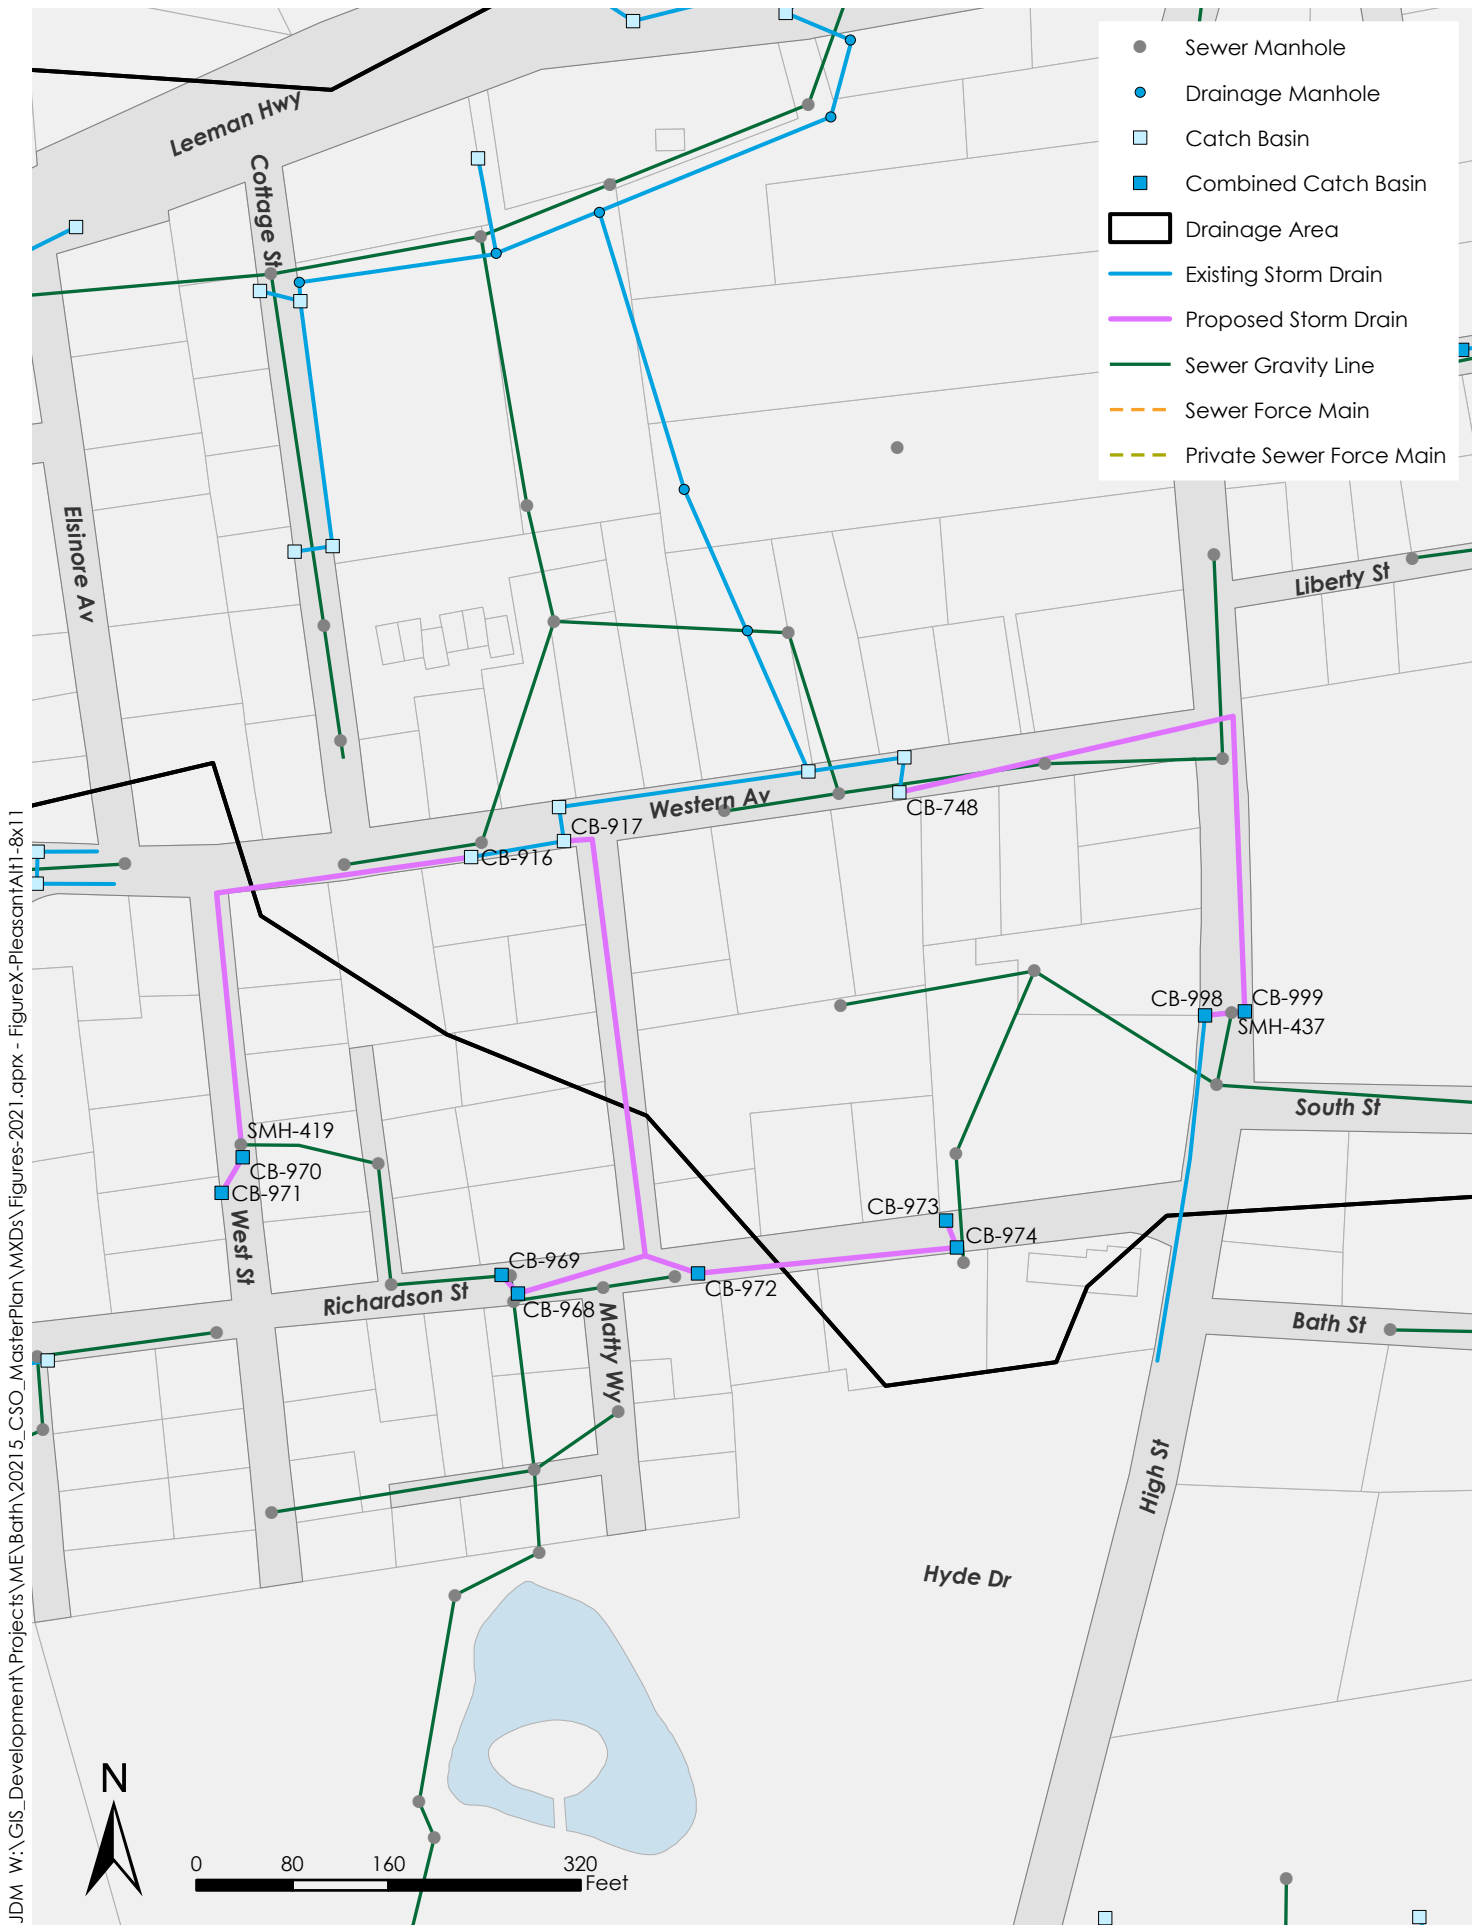 Sewer Manhole
Drainage Manhole
Catch Basin
Combined Catch Basin
Drainage Area
Existing Storm Drain
Proposed Storm Drain
Sewer Gravity Line
Sewer Force Main
Private Sewer Force Main
Leeman Hwy
Cottage St
Elsinore Av
Liberty St
Western Av
CB-748
CB-917
CB-916
CB-998
CB-999
SMH-437
South St
SMH-419
CB-970
CB-971
West St
CB-973
CB-974
CB-969
CB-972
CB-968
Richardson St
Matty Wy
Bath St
High St
Hyde Dr
N
0 80 160 320
Feet
JDM W:\GIS_Development\Projects\ME\Bath\20215_CSO_MasterPlan\MXDs\Figures-2021.aprx - FigureX-PleasantAlt1-8x11